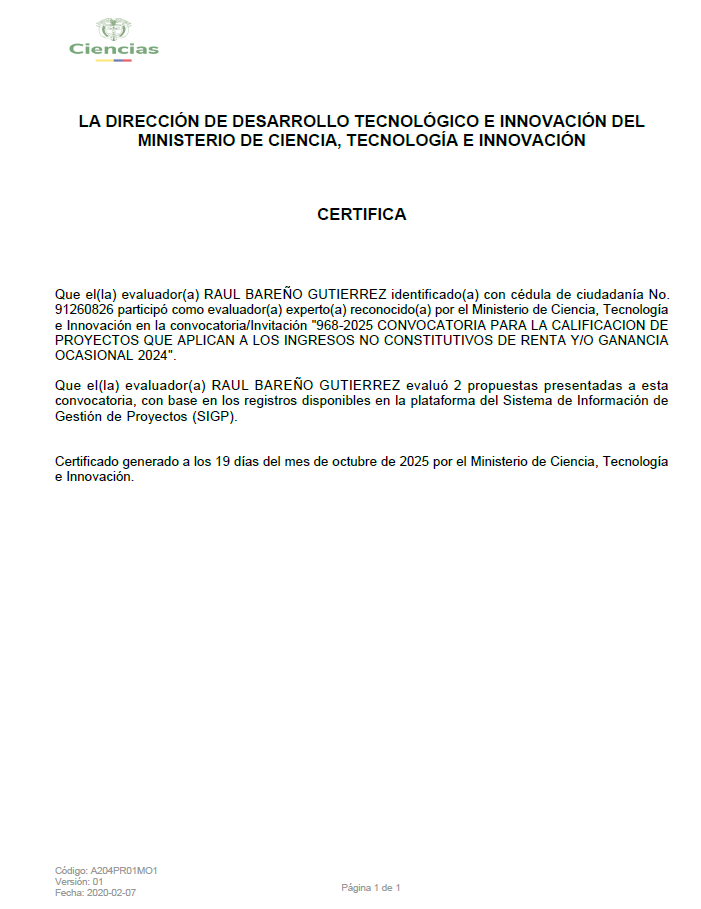 Ciencias
LA DIRECCIÓN DE DESARROLLO TECNOLÓGICO E INNOVACIÓN DEL
MINISTERIO DE CIENCIA, TECNOLOGÍA E INNOVACIÓN
CERTIFICA
Que el(la) evaluador(a) RAUL BAREÑO GUTIERREZ identificado(a) con cédula de ciudadanía No.
91260826 participó como evaluador(a) experto(a) reconocido(a) por el Ministerio de Ciencia, Tecnología
e Innovación en la convocatoria/Invitación "968-2025 CONVOCATORIA PARA LA CALIFICACION DE
PROYECTOS QUE APLICAN A LOS INGRESOS NO CONSTITUTIVOS DE RENTA Y/O GANANCIA
OCASIONAL 2024".
Que el(la) evaluador(a) RAUL BAREÑO GUTIERREZ evaluó 2 propuestas presentadas a esta
convocatoria, con base en los registros disponibles en la plataforma del Sistema de Información de
Gestión de Proyectos (SIGP).
Certificado generado a los 19 días del mes de octubre de 2025 por el Ministerio de Ciencia, Tecnología
e Innovación.
Código: A204PR01MO1
Versión: 01
Fecha: 2020-02-07
Página 1 de 1